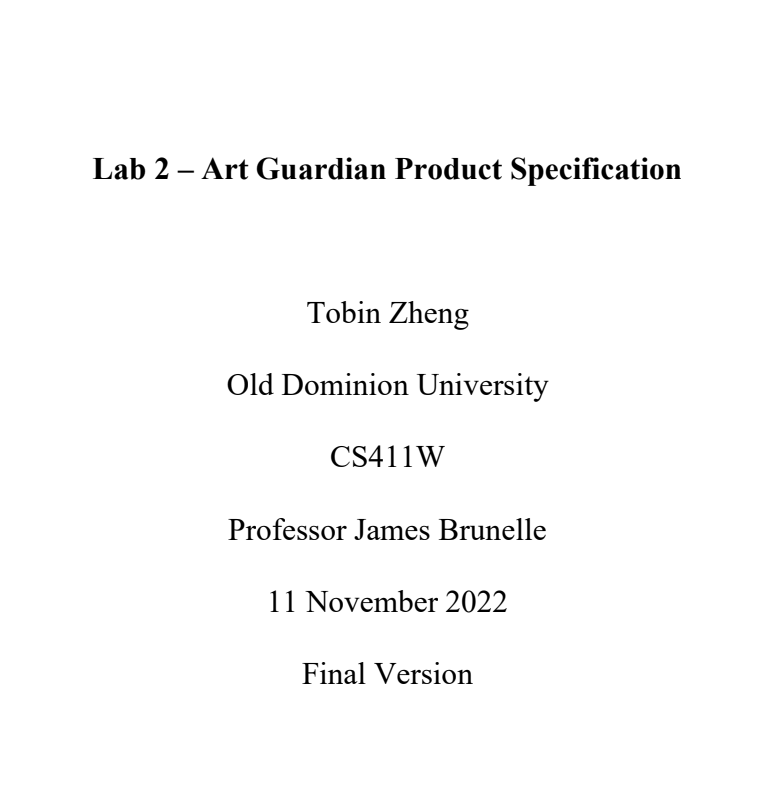 Lab 2 – Art Guardian Product Specification
Tobin Zheng
Old Dominion University
CS411W
Professor James Brunelle
11 November 2022
Final Version